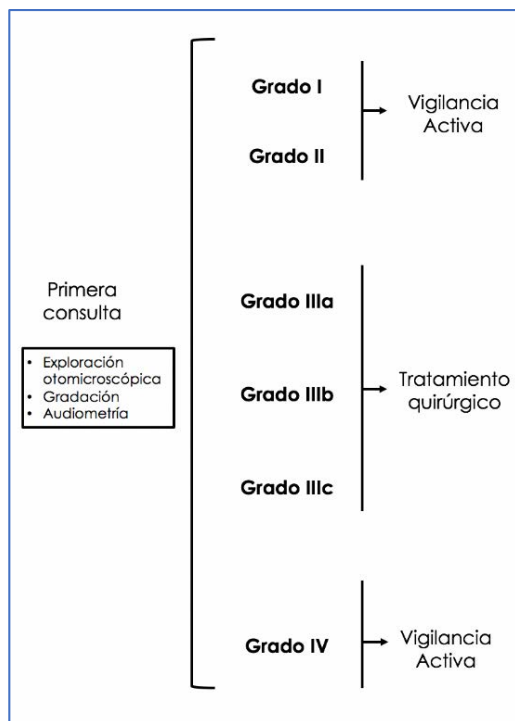 Grado I
Vigilancia
Activa
Grado II
Primera
consulta
• Exploración
otomicroscópica
• Gradación
• Audiometría
Grado IIIa
Grado IIIb
Tratamiento
quirúrgico
Grado IIIc
Grado IV
Vigilancia
Activa